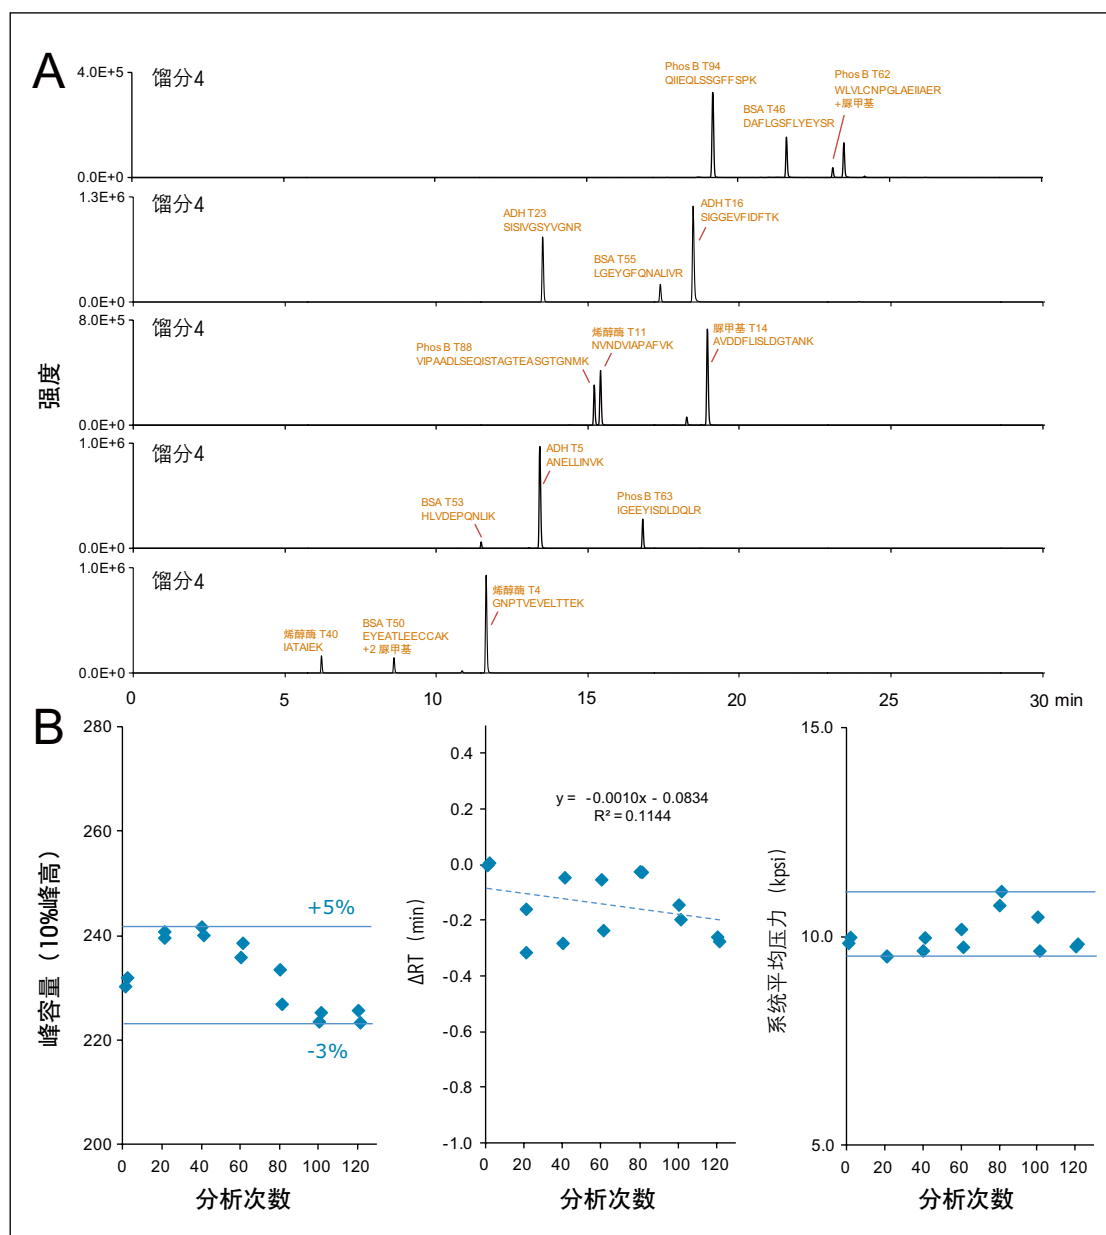 A
4.0E+5
馏分4
Phos B T94
QIIEQLSSGFFSPK
BSA T46
DAFLGSFLYEYSR
Phos B T62
WLVLCNPGLAEIIAER
+脲甲基
0.0E+0
1.3E+6
馏分4
ADH T23
SISIVGSYVGNR
BSA T55
LGEYGFQNALIVR
ADH T16
SIGGEVFIDFTK
0.0E+0
8.0E+5
馏分4
Phos B T88
VIPAADLSEQISTAGTEASGTGNMK
烯醇酶 T11
NVNDVIAPAFVK
脲甲基 T14
AVDDFLISLDGTANK
0.0E+0
强度
1.0E+6
馏分4
BSA T53
HLVDEPQNLIK
ADH T5
ANELLINVK
Phos B T63
IGEEYISDLDQLR
0.0E+0
1.0E+6
馏分4
烯醇酶 T40
IATAIEK
BSA T50
EYEATLEECCAK
+2 脲甲基
烯醇酶 T4
GNPTVEVELTTEK
0.0E+0
0 5 10 15 20 25 30 min
B
峰容量（10%峰高）
280
260
240
220
200
+5%
-3%
0 20 40 60 80 100 120
分析次数
ΔRT（min）
0.4
0.2
0.0
-0.2
-0.4
-0.6
-0.8
-1.0
y = -0.0010x - 0.0834
R² = 0.1144
0 20 40 60 80 100 120
分析次数
系统平均压力（kpsi）
15.0
10.0
5.0
0 20 40 60 80 100 120
分析次数